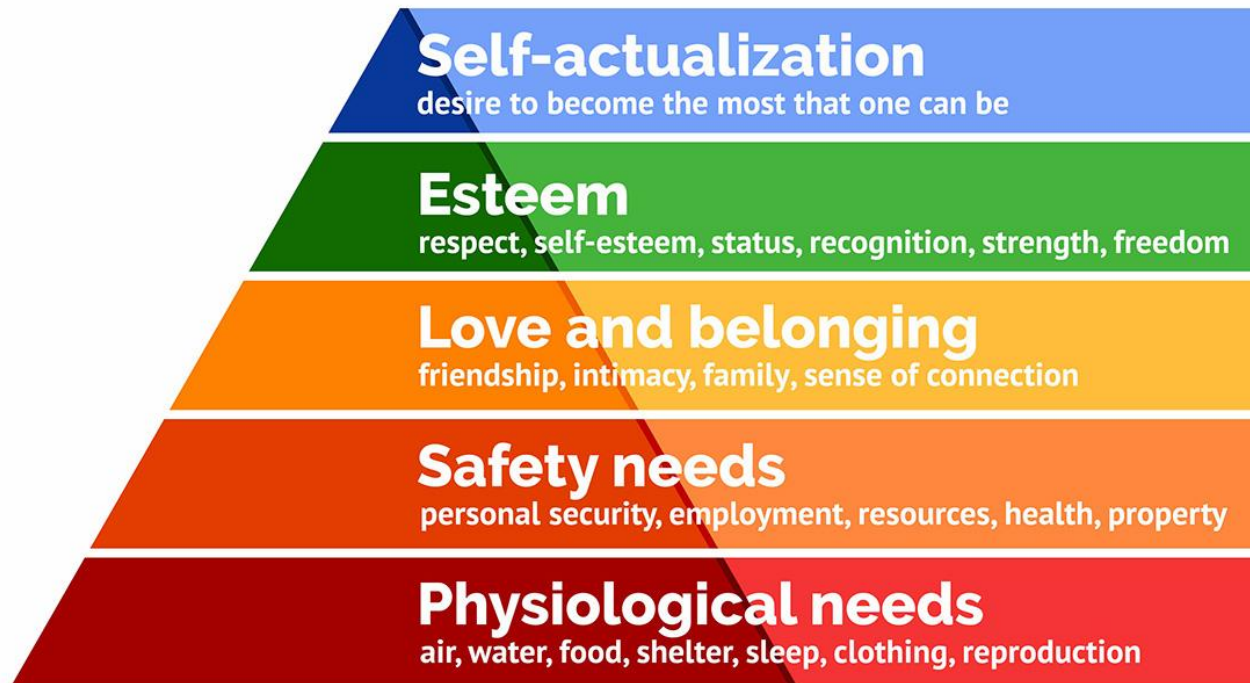 Self-actualization
desire to become the most that one can be
Esteem
respect, self-esteem, status, recognition, strength, freedom
Love and belonging
friendship, intimacy, family, sense of connection
Safety needs
personal security, employment, resources, health, property
Physiological needs
air, water, food, shelter, sleep, clothing, reproduction